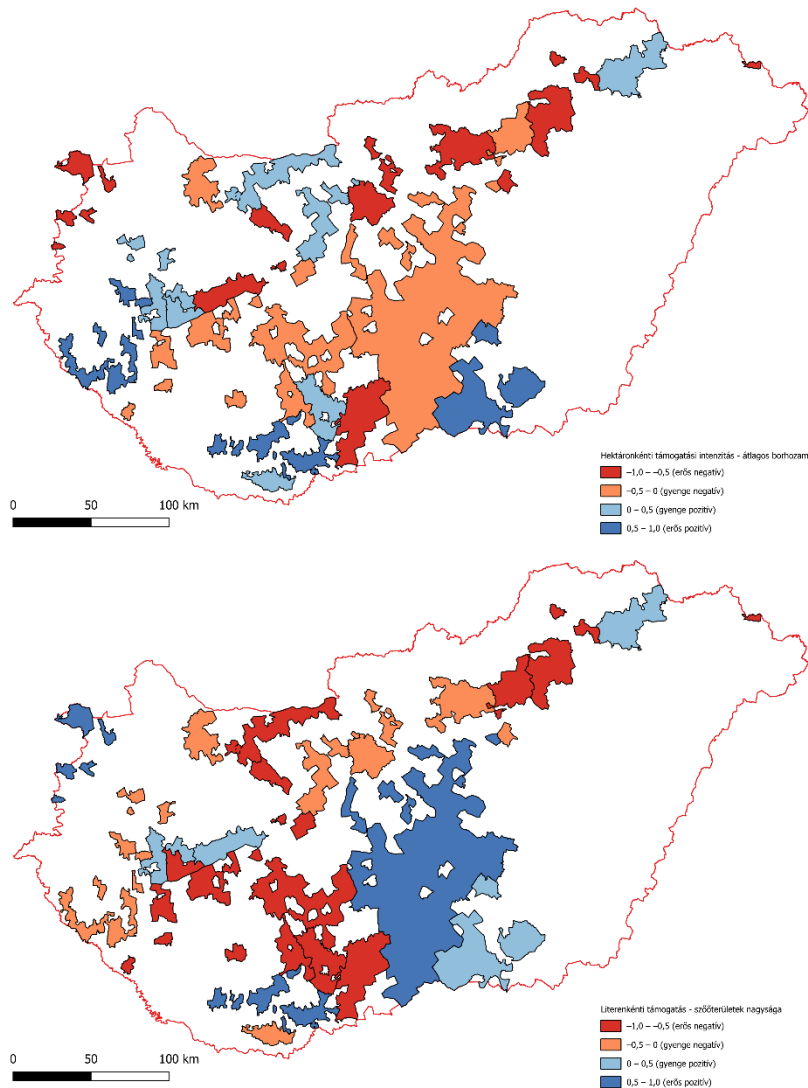 Hektáronkénti támogatási intenzitás - átlagos borhozam
−1,0 – −0,5 (erős negatív)
−0,5 – 0 (gyenge negatív)
0 – 0,5 (gyenge pozitív)
0,5 – 1,0 (erős pozitív)
0 50 100 km
Literenkénti támogatás - szőőterületek nagysága
−1,0 – −0,5 (erős negatív)
−0,5 – 0 (gyenge negatív)
0 – 0,5 (gyenge pozitív)
0,5 – 1,0 (erős pozitív)
0 50 100 km